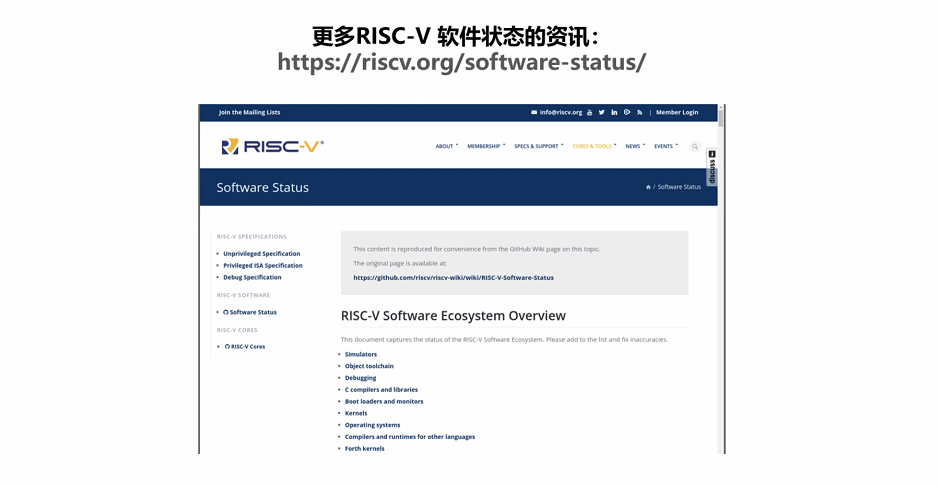 更多RISC-V 软件状态的资讯：
https://riscv.org/software-status/
Join the Mailing Lists
info@riscv.org | Member Login
RISC-V®
ABOUT MEMBERSHIP SPECS & SUPPORT CORES & TOOLS NEWS EVENTS
discuss
Software Status
/ Software Status
RISC-V SPECIFICATIONS
Unprivileged Specification
Privileged ISA Specification
Debug Specification
RISC-V SOFTWARE
Software Status
RISC-V CORES
RISC-V Cores
This content is reproduced for convenience from the GitHub Wiki page on this topic.
The original page is available at:
https://github.com/riscv/riscv-wiki/wiki/RISC-V-Software-Status
RISC-V Software Ecosystem Overview
This document captures the status of the RISC-V Software Ecosystem. Please add to the list and fix inaccuracies.
Simulators
Object toolchain
Debugging
C compilers and libraries
Boot loaders and monitors
Kernels
Operating systems
Compilers and runtimes for other languages
Forth kernels